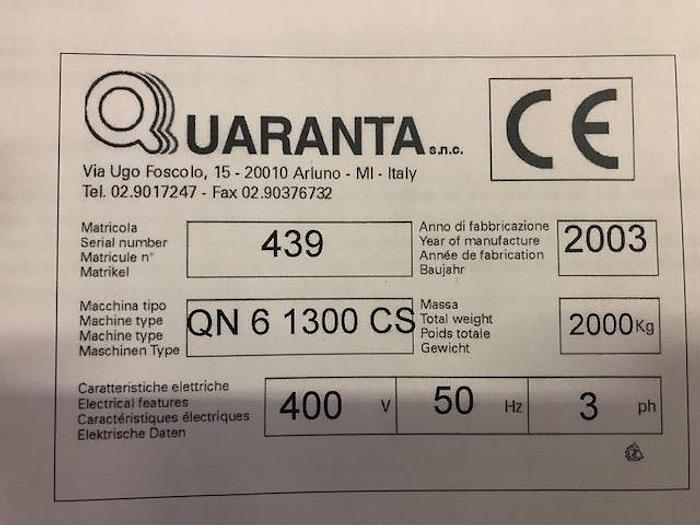 QUARANTA s.n.c.
CE
Via Ugo Foscolo, 15 - 20010 Arluno - MI - Italy
Tel. 02.9017247 - Fax 02.90376732
Matricola
Serial number
Matricule n°
Matrikel
439
Anno di fabbricazione
Year of manufacture
Année de fabrication
Baujahr
2003
Macchina tipo
Machine type
Machine type
Maschinen Type
QN 6 1300 CS
Massa
Total weight
Poids totale
Gewicht
2000 Kg
Caratteristiche elettriche
Electrical features
Caractéristiques électriques
Elektrische Daten
400 V
50 Hz
3 ph